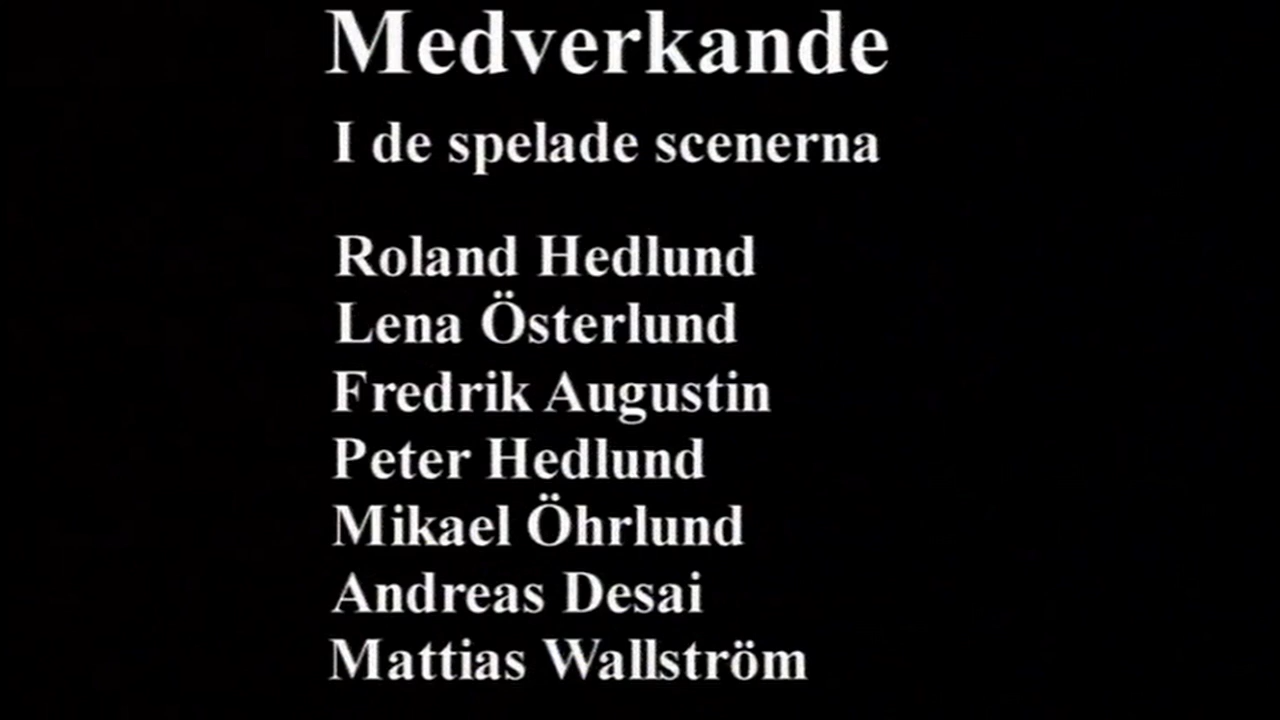 Medverkande
I de spelade scenerna
Roland Hedlund
Lena Österlund
Fredrik Augustin
Peter Hedlund
Mikael Öhrlund
Andreas Desai
Mattias Wallström